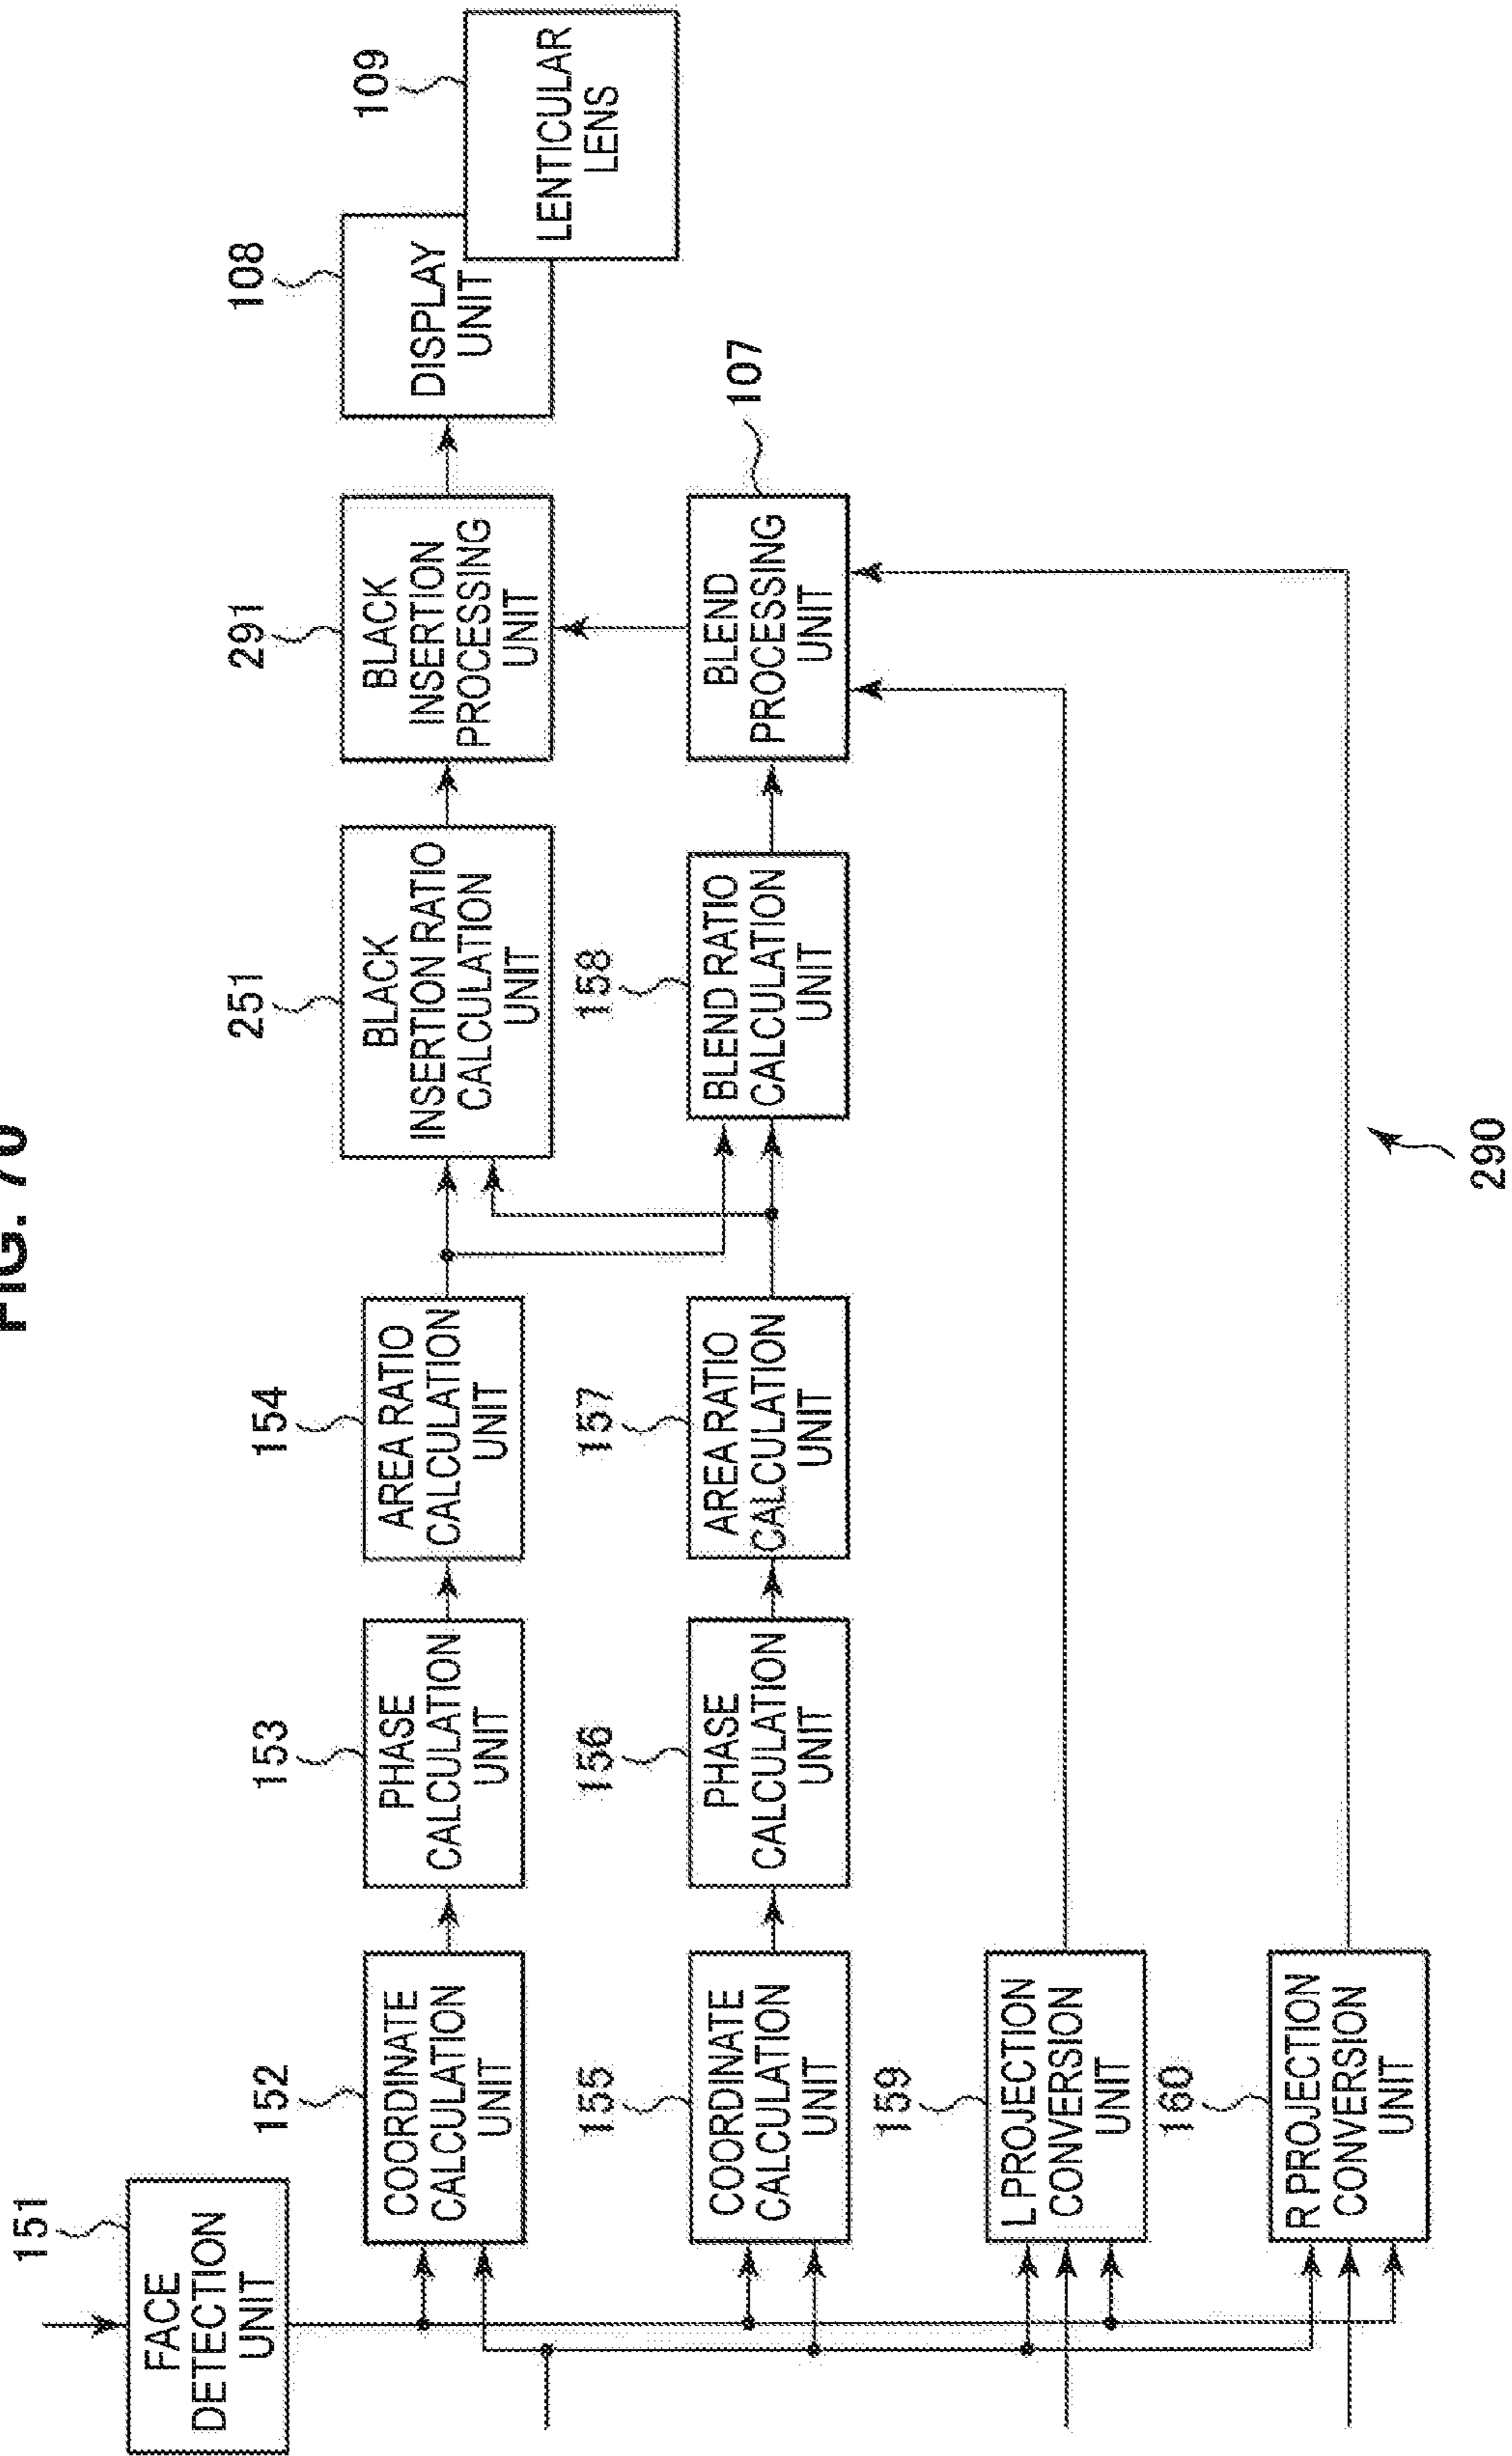 FIG. 70
151
FACE
DETECTION
UNIT
152
COORDINATE
CALCULATION
UNIT
153
PHASE
CALCULATION
UNIT
154
AREA RATIO
CALCULATION
UNIT
251
BLACK
INSERTION RATIO
CALCULATION
UNIT
291
BLACK
INSERTION
PROCESSING
UNIT
108
DISPLAY
UNIT
109
LENTICULAR
LENS
155
COORDINATE
CALCULATION
UNIT
156
PHASE
CALCULATION
UNIT
157
AREA RATIO
CALCULATION
UNIT
158
BLEND RATIO
CALCULATION
UNIT
107
BLEND
PROCESSING
UNIT
159
L PROJECTION
CONVERSION
UNIT
160
R PROJECTION
CONVERSION
UNIT
290